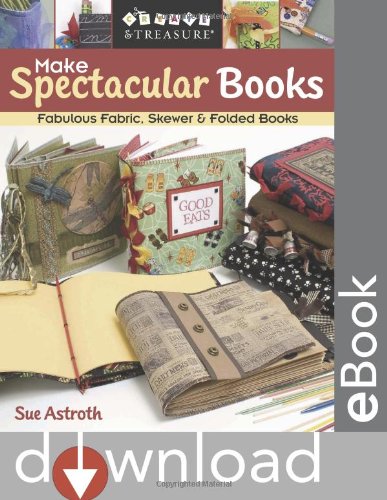 CREATE
& TREASURE®
Make
Spectacular Books
Fabulous Fabric, Skewer & Folded Books
GOOD
EATS
Sue Astroth
eBook
download